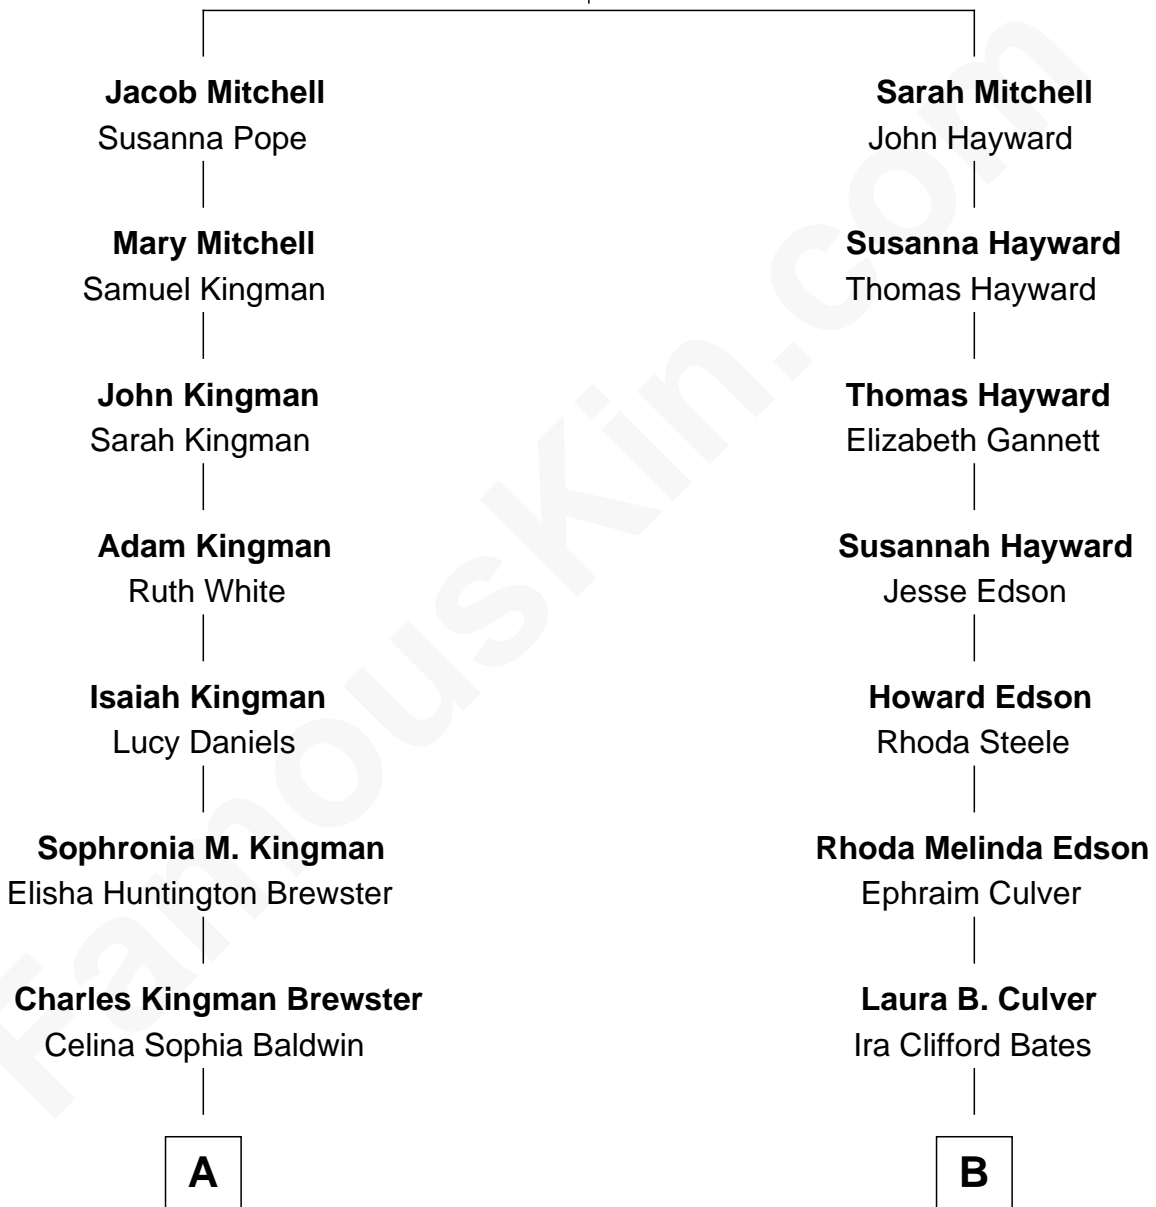 Jacob Mitchell
Susanna Pope
Sarah Mitchell
John Hayward
Mary Mitchell
Samuel Kingman
Susanna Hayward
Thomas Hayward
John Kingman
Sarah Kingman
Thomas Hayward
Elizabeth Gannett
Adam Kingman
Ruth White
Susannah Hayward
Jesse Edson
Isaiah Kingman
Lucy Daniels
Howard Edson
Rhoda Steele
Sophronia M. Kingman
Elisha Huntington Brewster
Rhoda Melinda Edson
Ephraim Culver
Charles Kingman Brewster
Celina Sophia Baldwin
Laura B. Culver
Ira Clifford Bates
A
B
FamousKin.com